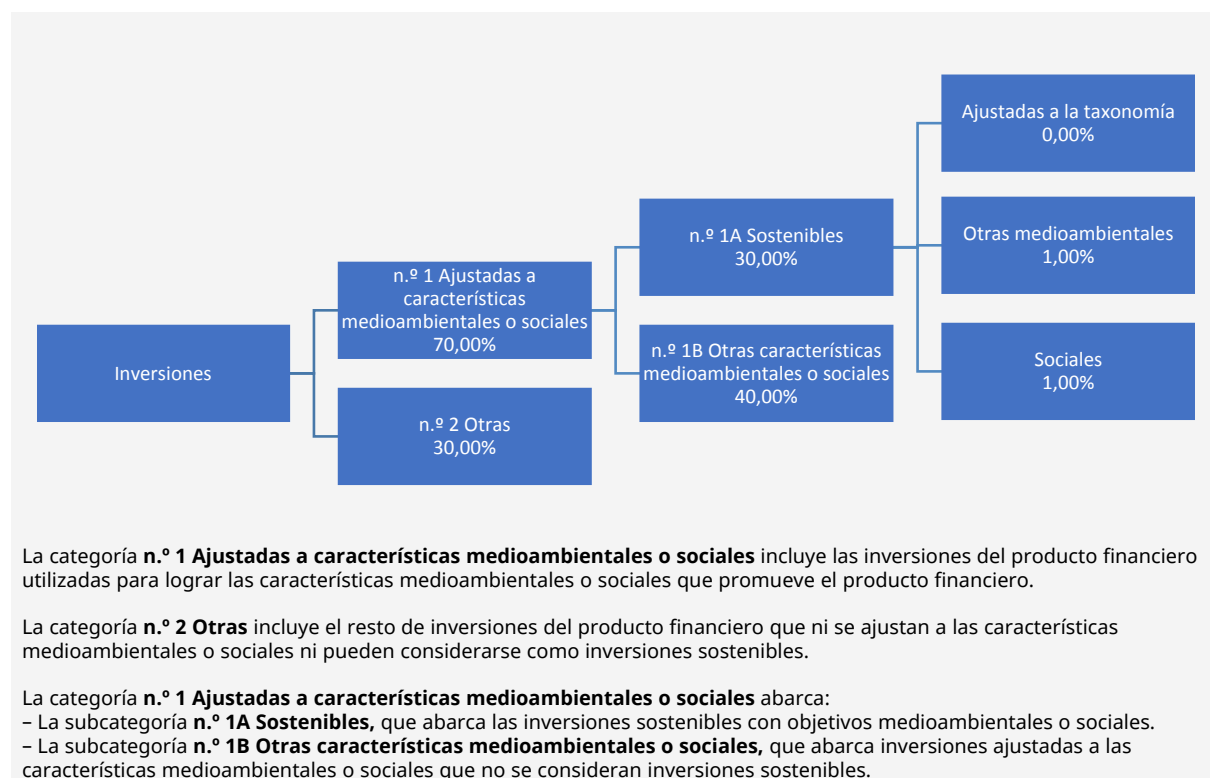 Ajustadas a la taxonomía
0,00%
n.º 1A Sostenibles
30,00%
Otras medioambientales
1,00%
n.º 1 Ajustadas a
características
medioambientales o sociales
70,00%
Inversiones
n.º 1B Otras características
medioambientales o sociales
40,00%
Sociales
1,00%
n.º 2 Otras
30,00%
La categoría n.º 1 Ajustadas a características medioambientales o sociales incluye las inversiones del producto financiero
utilizadas para lograr las características medioambientales o sociales que promueve el producto financiero.
La categoría n.º 2 Otras incluye el resto de inversiones del producto financiero que ni se ajustan a las características
medioambientales o sociales ni pueden considerarse como inversiones sostenibles.
La categoría n.º 1 Ajustadas a características medioambientales o sociales abarca:
– La subcategoría n.º 1A Sostenibles, que abarca las inversiones sostenibles con objetivos medioambientales o sociales.
– La subcategoría n.º 1B Otras características medioambientales o sociales, que abarca inversiones ajustadas a las
características medioambientales o sociales que no se consideran inversiones sostenibles.